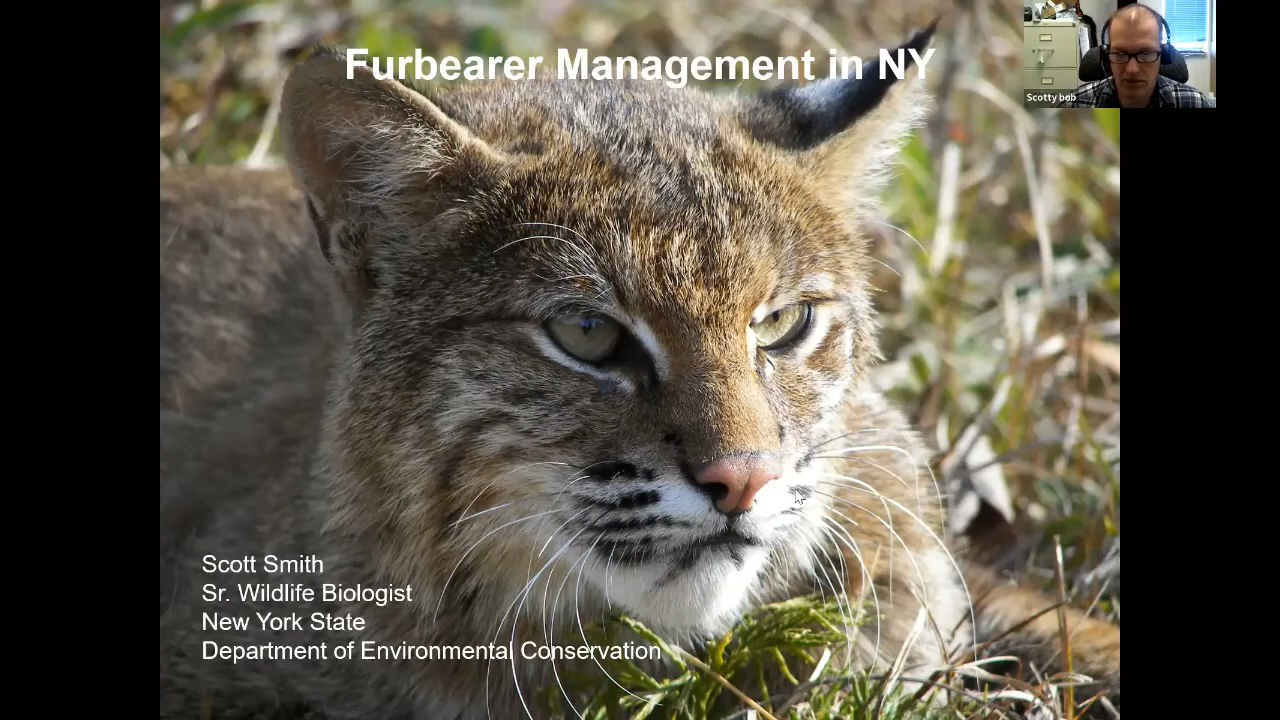 Furbearer Management in NY
Scotty bob
Scott Smith
Sr. Wildlife Biologist
New York State
Department of Environmental Conservation